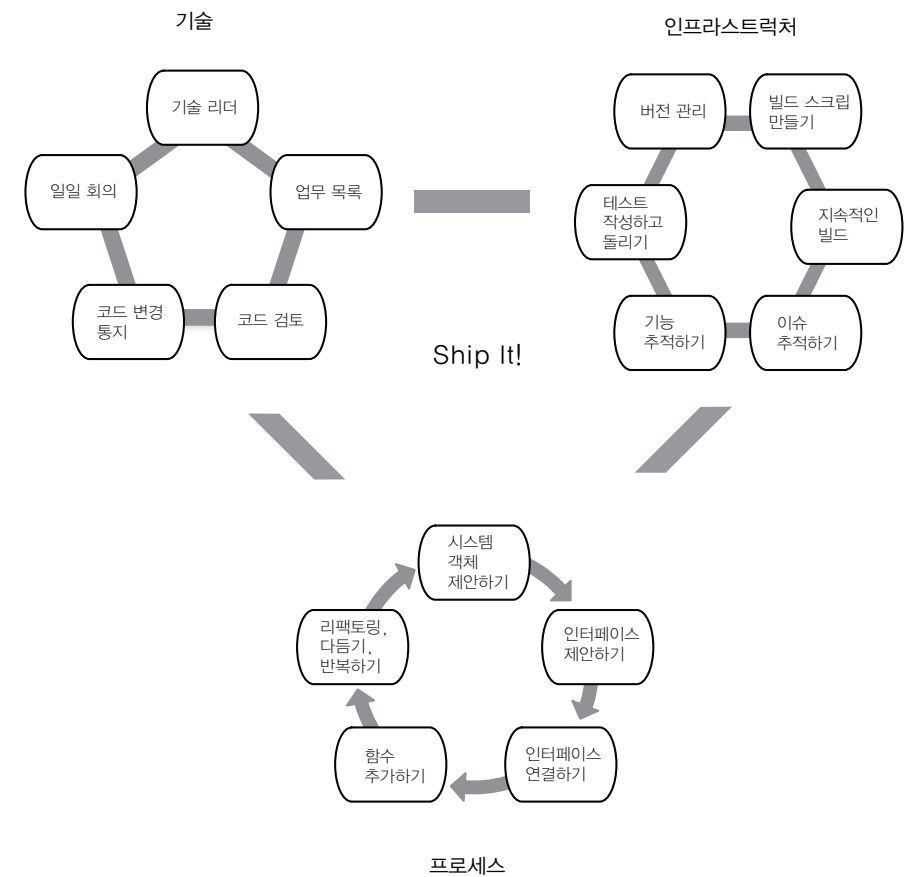 기술
기술 리더
일일 회의
업무 목록
코드 변경
통지
코드 검토
인프라스트럭처
버전 관리
빌드 스크립
만들기
테스트
작성하고
돌리기
지속적인
빌드
기능
추적하기
이슈
추적하기
Ship It!
시스템
객체
제안하기
리팩토링,
다듬기,
반복하기
인터페이스
제안하기
함수
추가하기
인터페이스
연결하기
프로세스